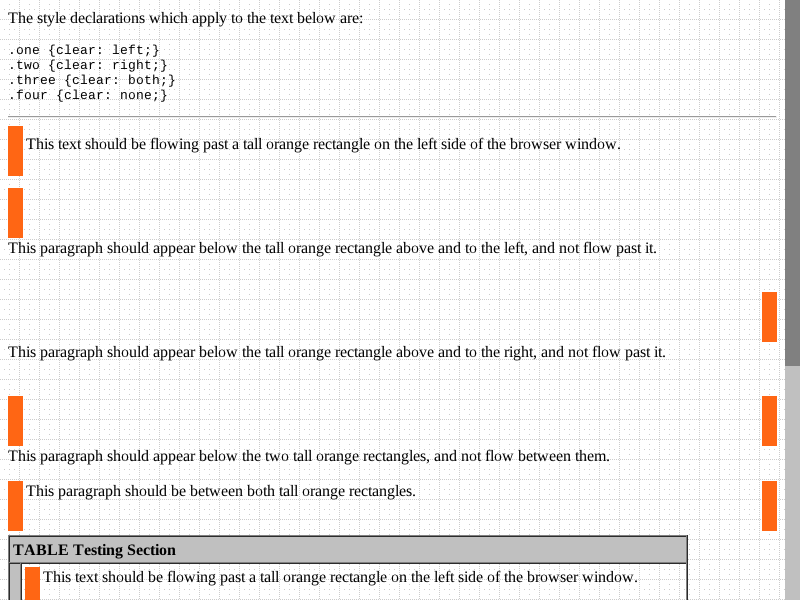 The style declarations which apply to the text below are:
.one {clear: left;}
.two {clear: right;}
.three {clear: both;}
.four {clear: none;}
This text should be flowing past a tall orange rectangle on the left side of the browser window.
This paragraph should appear below the tall orange rectangle above and to the left, and not flow past it.
This paragraph should appear below the tall orange rectangle above and to the right, and not flow past it.
This paragraph should appear below the two tall orange rectangles, and not flow between them.
This paragraph should be between both tall orange rectangles.
TABLE Testing Section
This text should be flowing past a tall orange rectangle on the left side of the browser window.